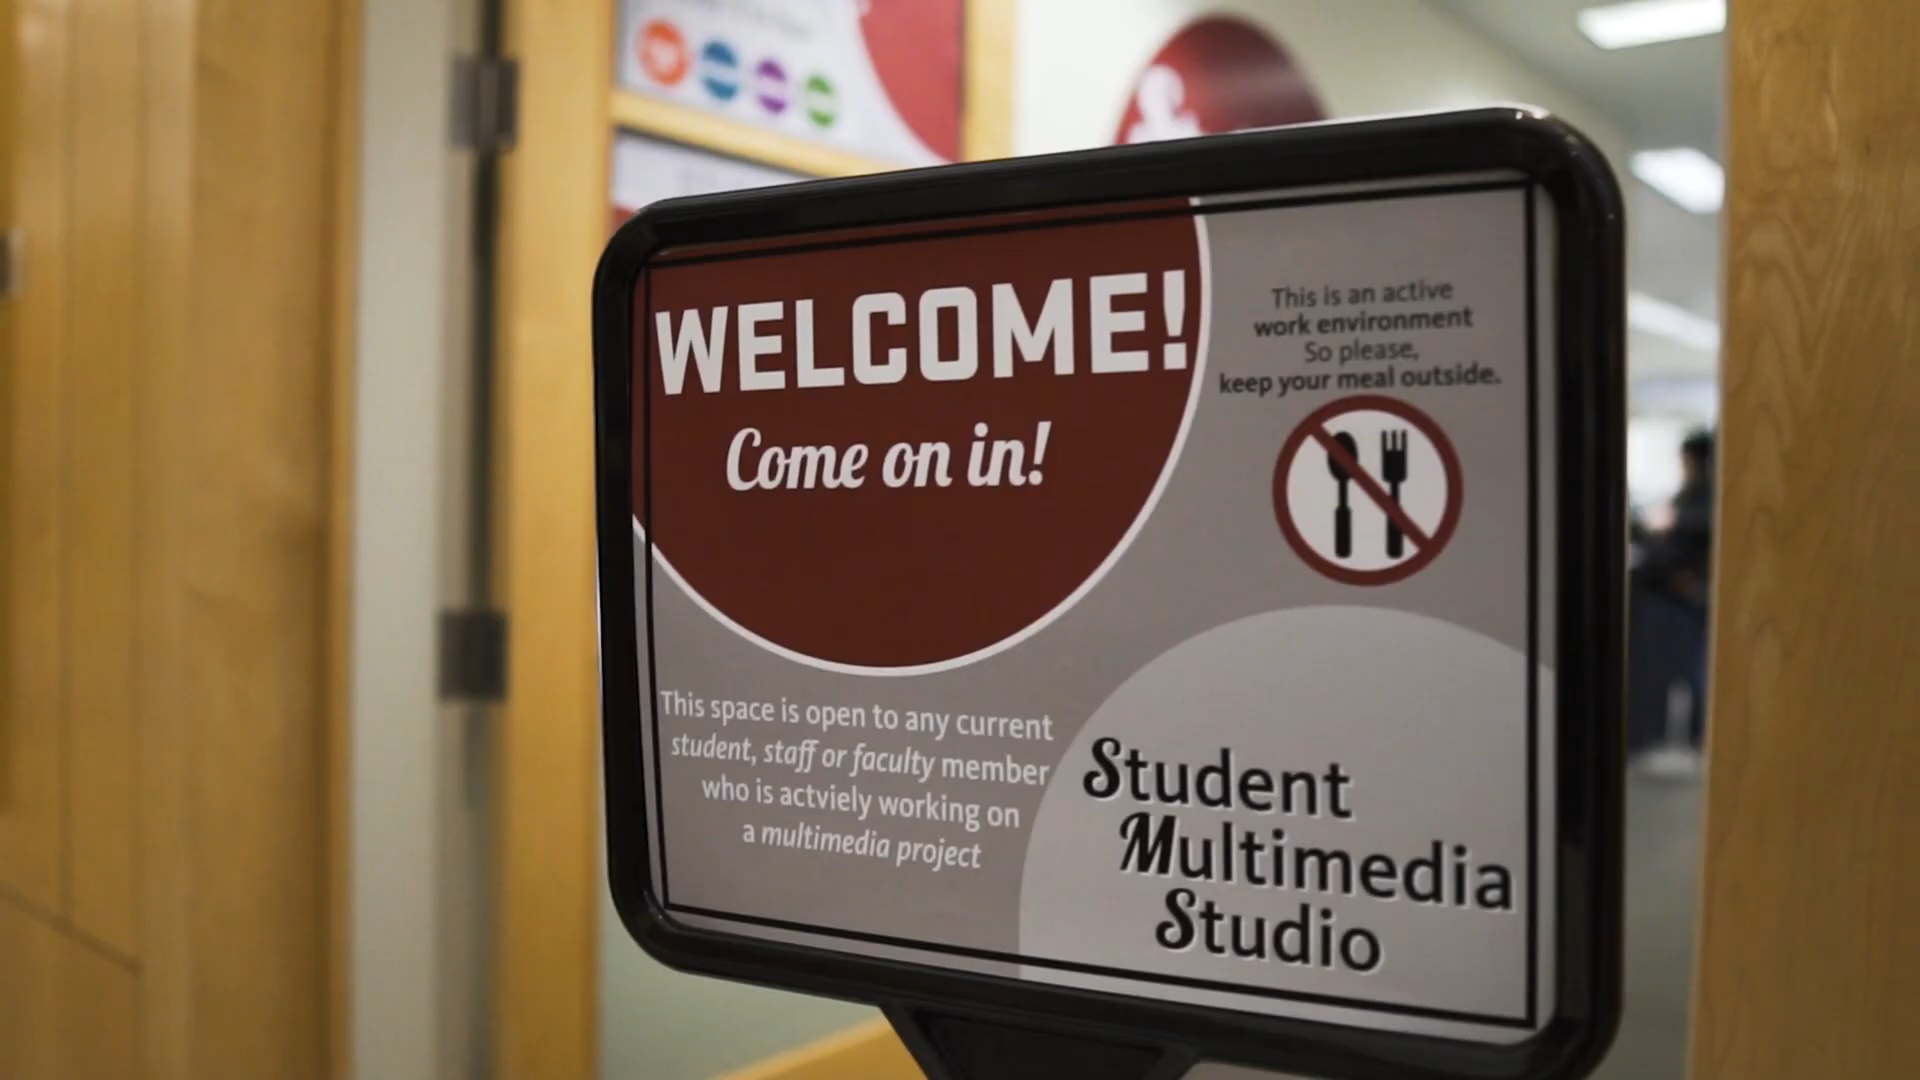 WELCOME!
Come on in!
This is an active
work environment
So please,
keep your meal outside.
This space is open to any current
student, staff or faculty member
who is actviely working on
a multimedia project
Student
Multimedia
Studio